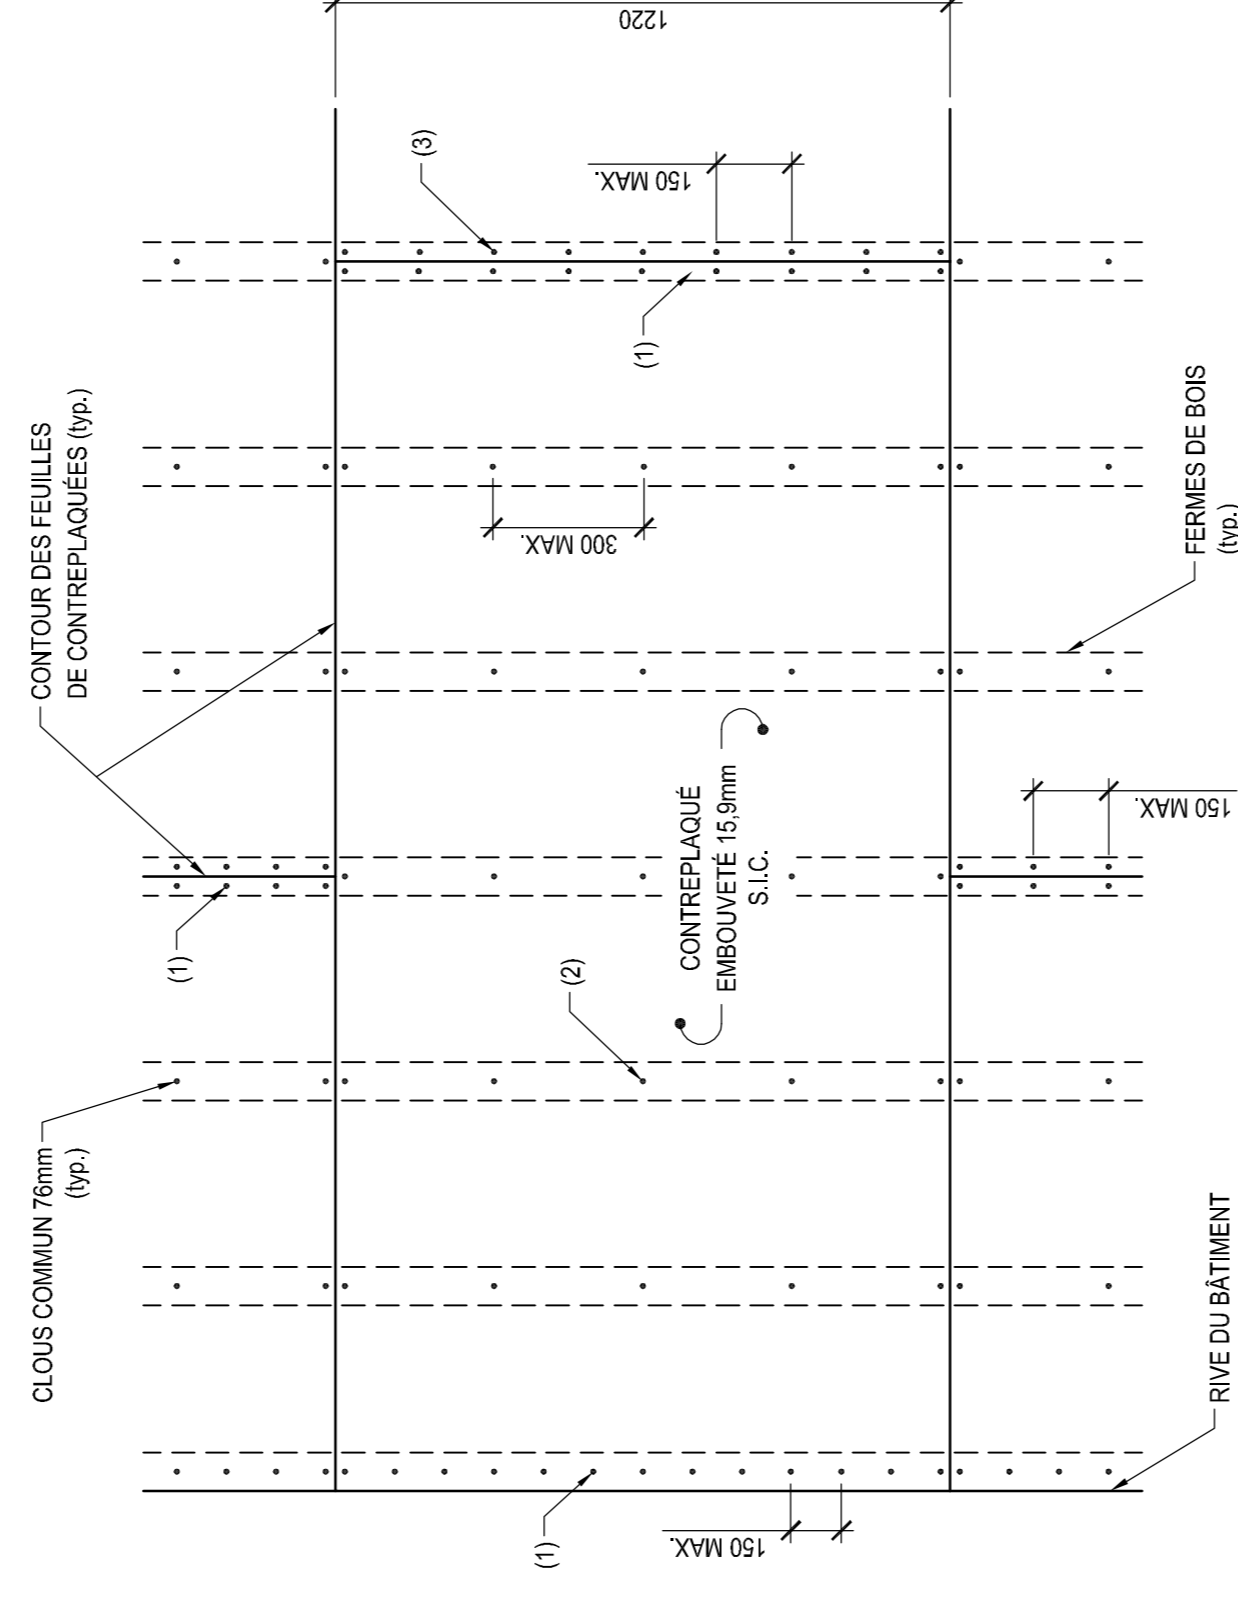 1220
(3)
150 MAX.
(1)
CONTOUR DES FEUILLES
DE CONTREPLAQUÉES (typ.)
300 MAX.
FERMES DE BOIS
(typ.)
CONTREPLAQUÉ
EMBOUVETÉ 15,9mm
S.I.C.
150 MAX.
(1)
(2)
CLOUS COMMUN 76mm
(typ.)
RIVE DU BÂTIMENT
(1)
150 MAX.